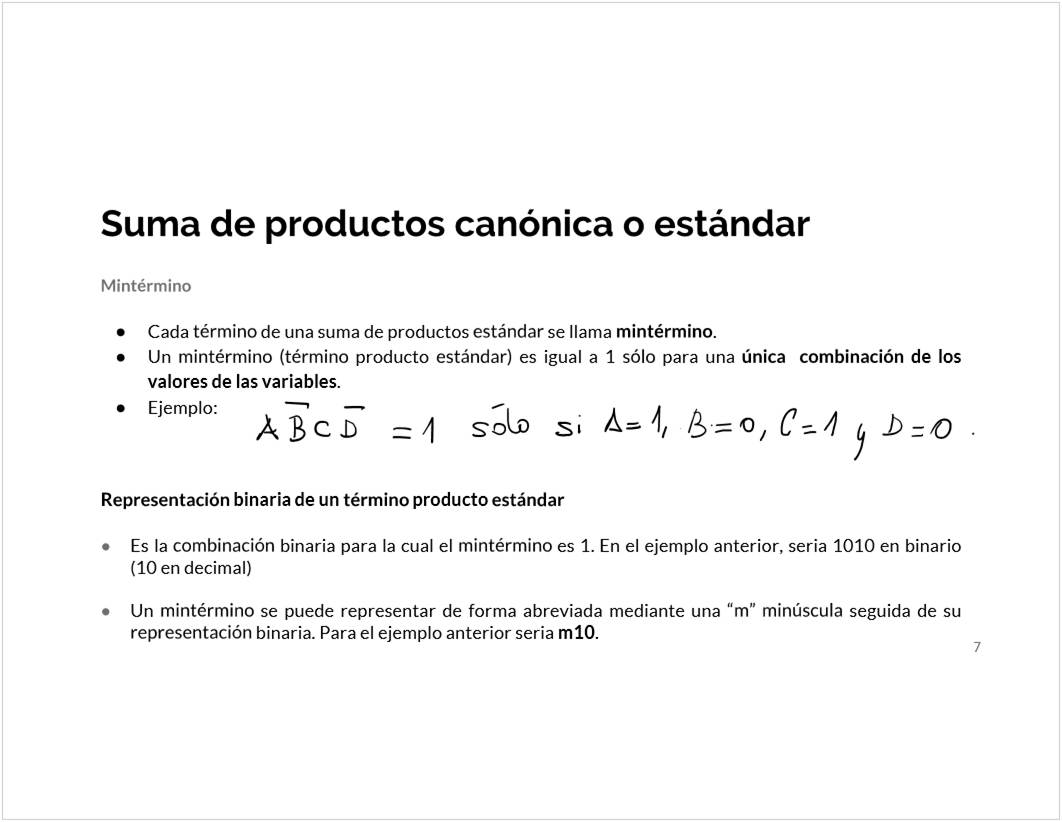 Suma de productos canónica o estándar
Mintérmino
● Cada término de una suma de productos estándar se llama mintérmino.
● Un mintérmino (término producto estándar) es igual a 1 sólo para una única combinación de los
valores de las variables.
● Ejemplo:
A B̅ C D̅ = 1 sólo si A=1, B=0, C=1 y D=0.
Representación binaria de un término producto estándar
● Es la combinación binaria para la cual el mintérmino es 1. En el ejemplo anterior, seria 1010 en binario
(10 en decimal)
● Un mintérmino se puede representar de forma abreviada mediante una “m” minúscula seguida de su
representación binaria. Para el ejemplo anterior seria m10.
7